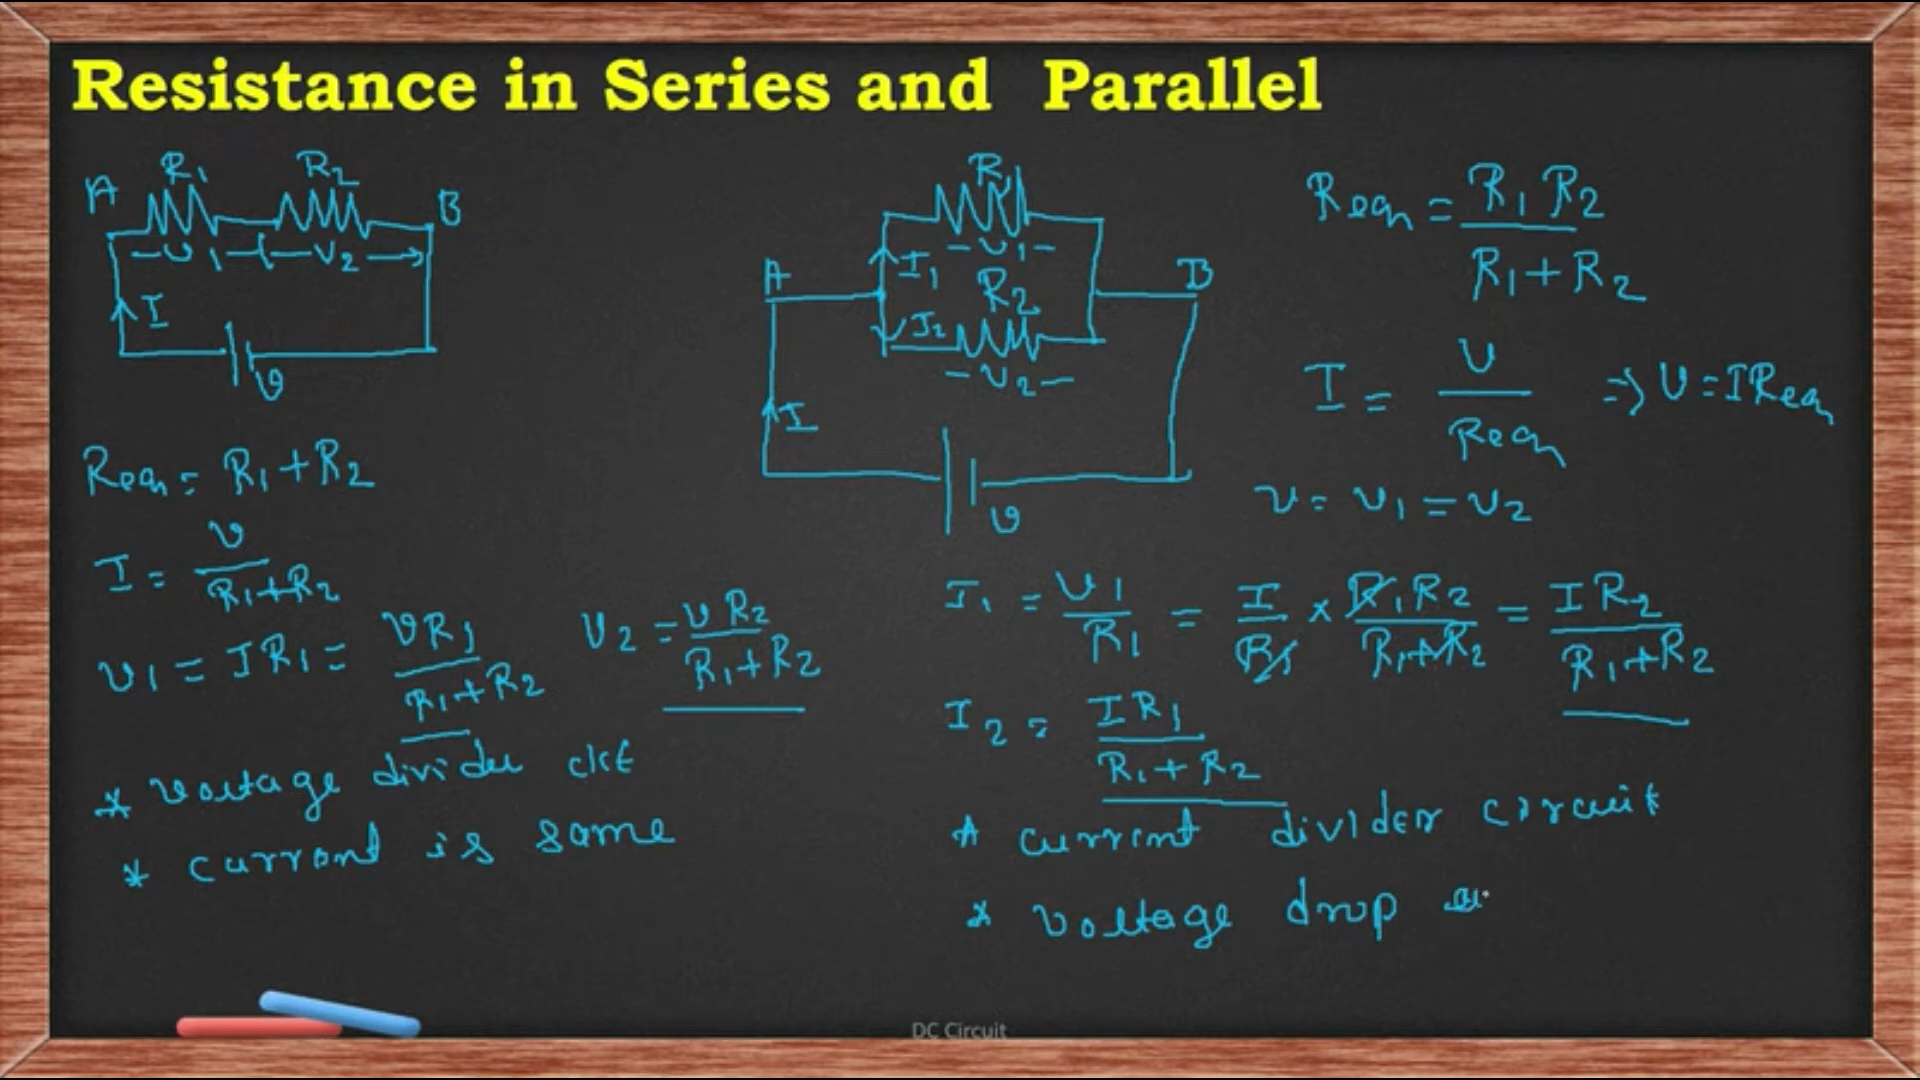 Resistance in Series and Parallel
A R1 R2 B
- V1 - - V2 -
I
V
Req = R1 + R2
I = V / R1+R2
V1 = IR1 = VR1 / R1+R2
V2 = VR2 / R1+R2
* Voltage divider ckt
* current is same
R1
- V1 -
A I1 B
R2
I2
- V2 -
I
V
Req = R1 R2 / R1+R2
I = V / Req ⇒ V = IReq
V = V1 = V2
I1 = V1 / R1 = I / R1 × R1R2 / R1+R2 = IR2 / R1+R2
I2 = IR1 / R1+R2
* current divider circuit
* Voltage drop
DC Circuit